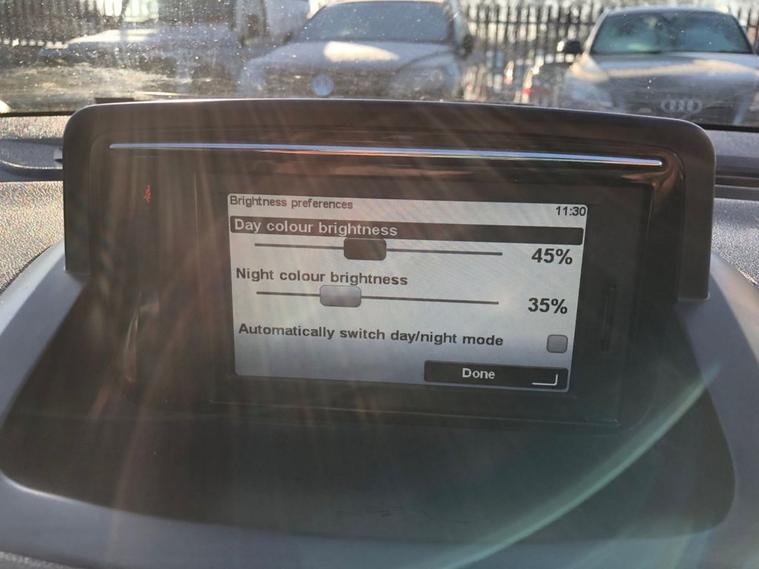 Brightness preferences
11:30
Day colour brightness
45%
Night colour brightness
35%
Automatically switch day/night mode
Done